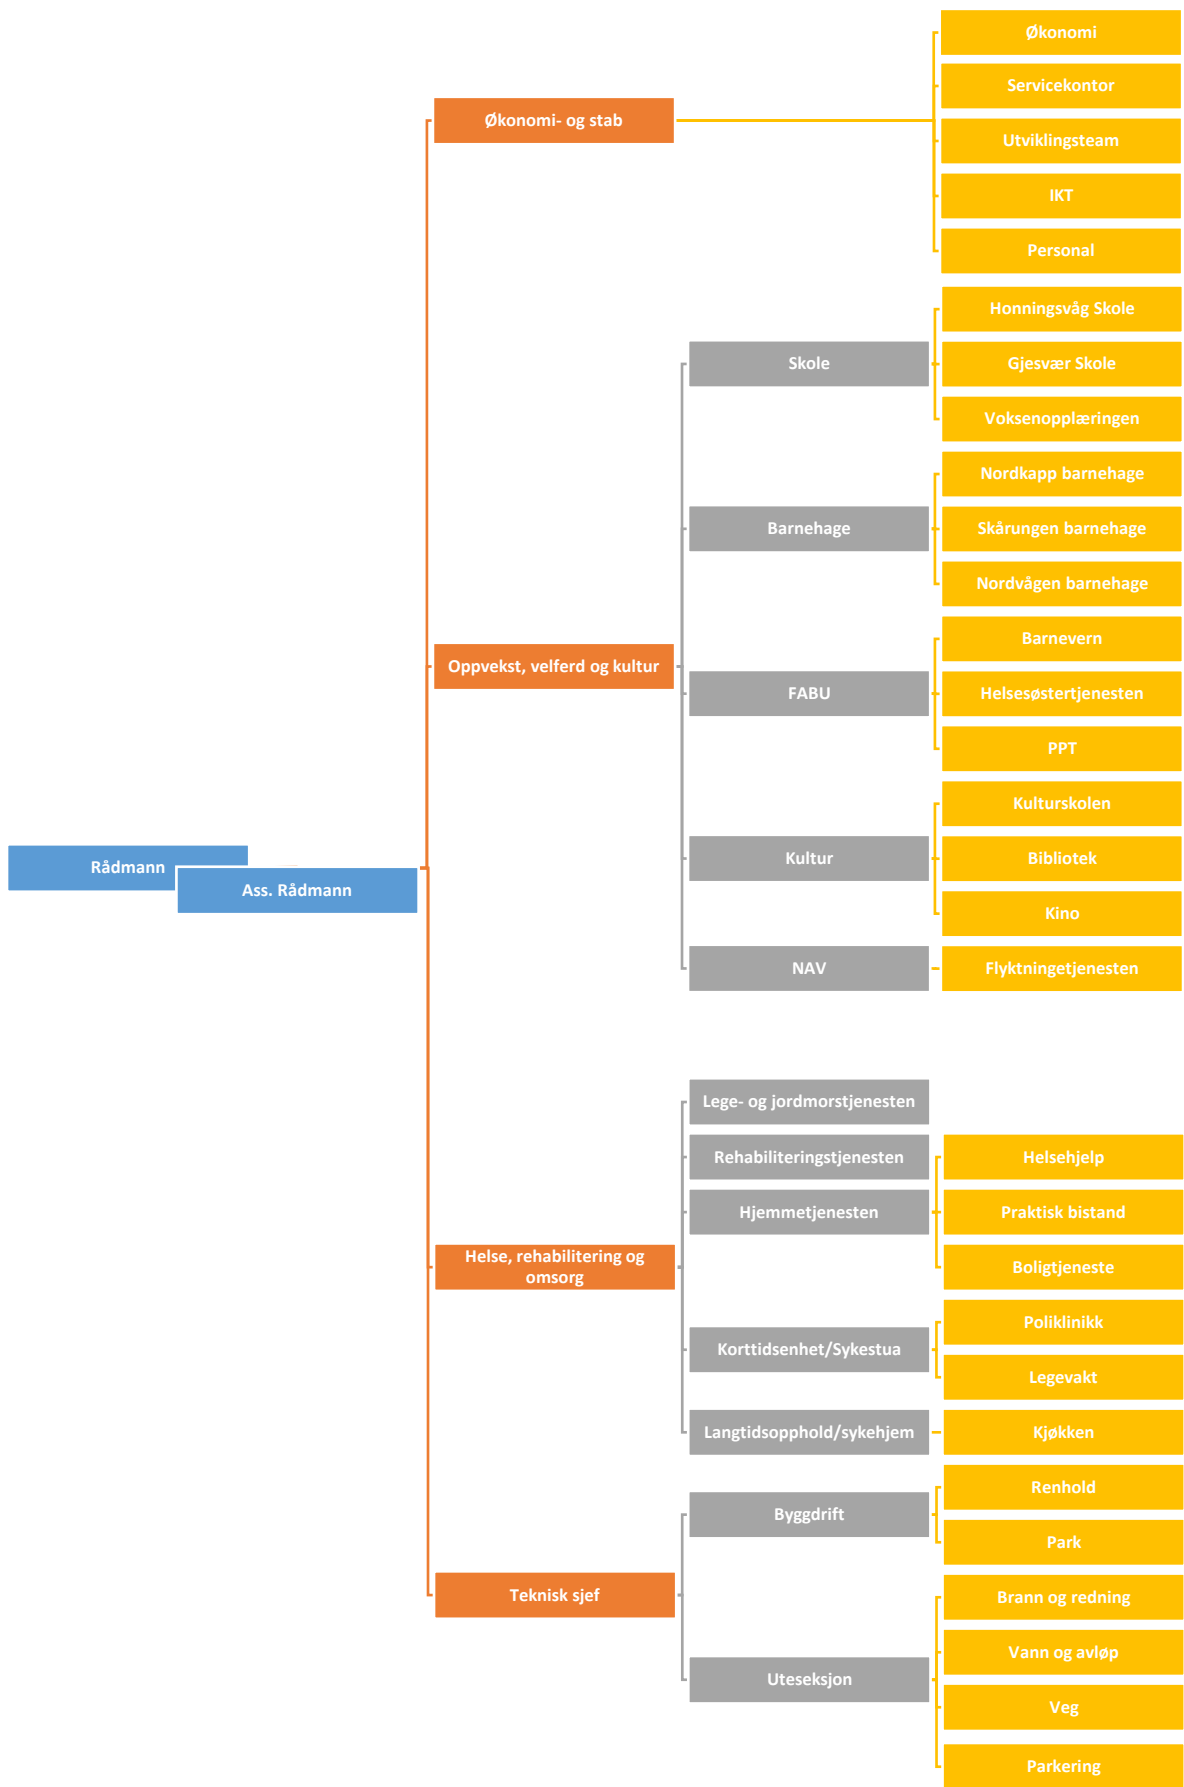 Rådmann
Ass. Rådmann
Økonomi- og stab
Økonomi
Servicekontor
Utviklingsteam
IKT
Personal
Oppvekst, velferd og kultur
Skole
Honningsvåg Skole
Gjesvær Skole
Voksenopplæringen
Barnehage
Nordkapp barnehage
Skårungen barnehage
Nordvågen barnehage
FABU
Barnevern
Helsesøstertjenesten
PPT
Kultur
Kulturskolen
Bibliotek
Kino
NAV
Flyktningetjenesten
Helse, rehabilitering og
omsorg
Lege- og jordmorstjenesten
Rehabiliteringstjenesten
Hjemmetjenesten
Helsehjelp
Praktisk bistand
Boligtjeneste
Korttidsenhet/Sykestua
Poliklinikk
Legevakt
Langtidsopphold/sykehjem
Kjøkken
Teknisk sjef
Byggdrift
Renhold
Park
Uteseksjon
Brann og redning
Vann og avløp
Veg
Parkering